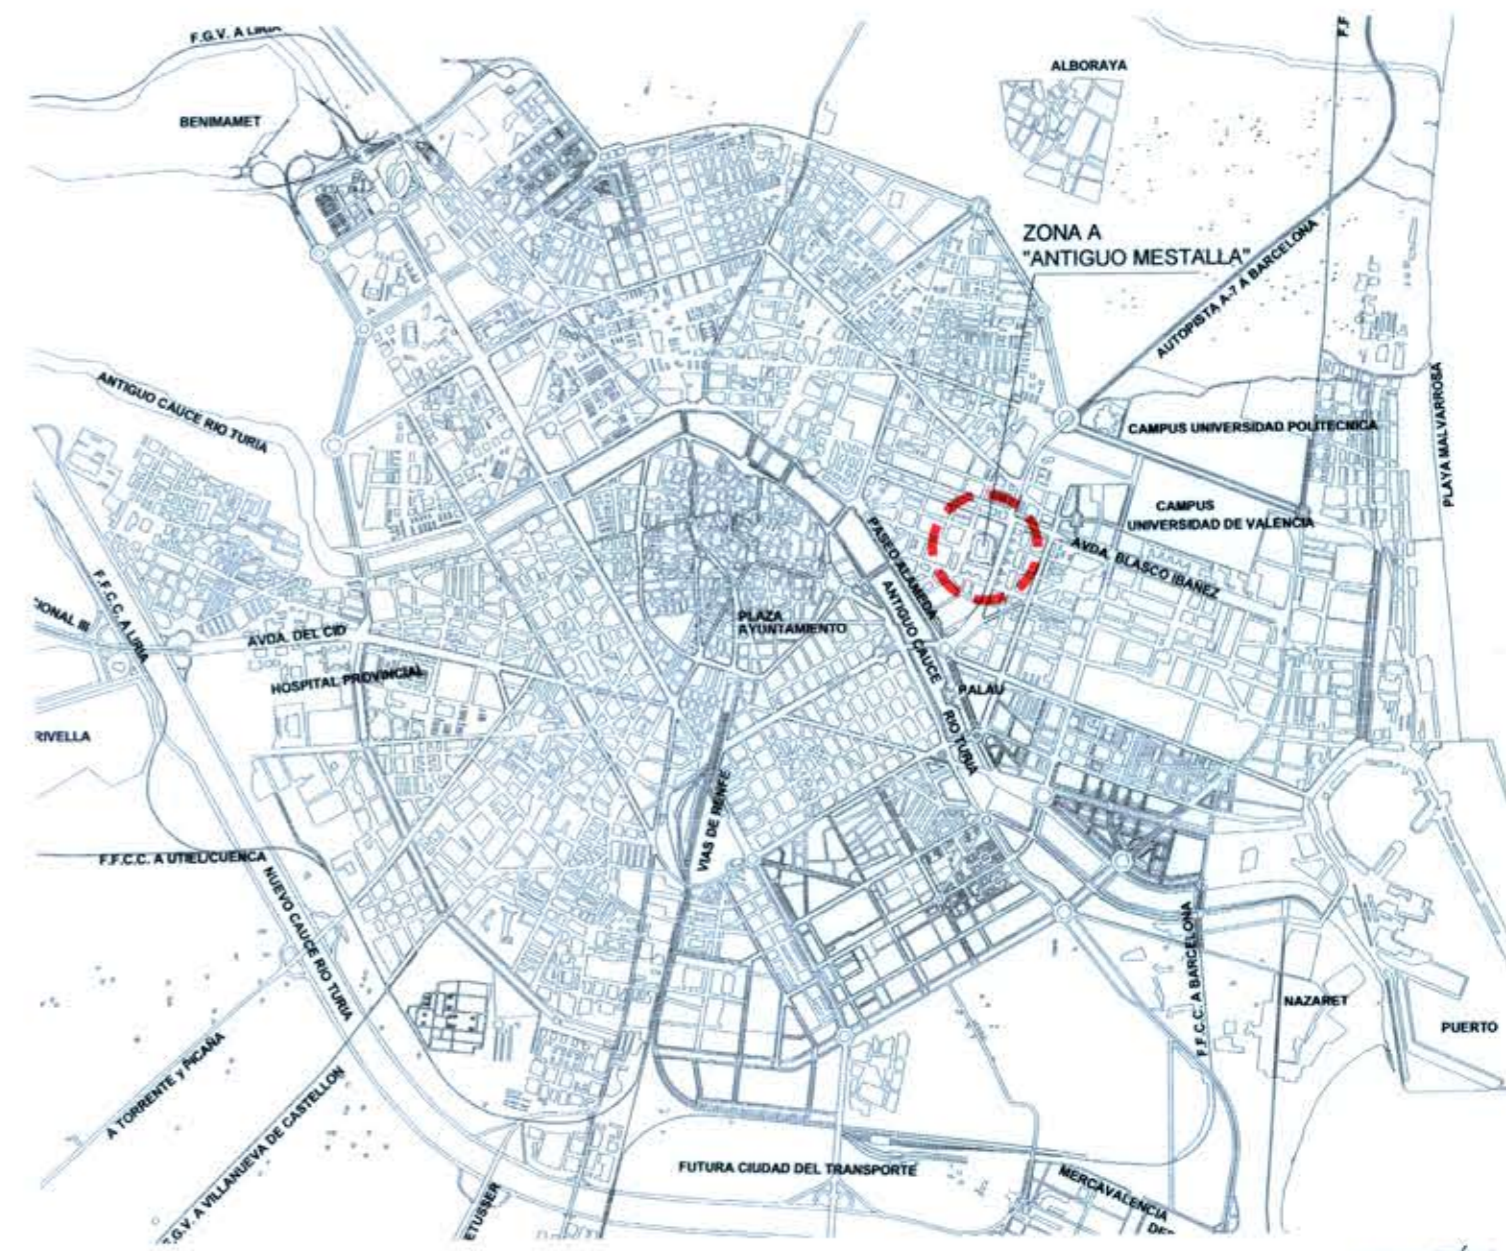 F.G.V. A LIRIA
F.F
ALBORAYA
BENIMAMET
ZONA A
"ANTIGUO MESTALLA"
AUTOPISTA A-7 A BARCELONA
ANTIGUO CAUCE RIO TURIA
PLAYA MALVARROSA
CAMPUS UNIVERSIDAD POLITECNICA
CAMPUS
UNIVERSIDAD DE VALENCIA
PASEO ALAMEDA
AVDA. BLASCO IBAÑEZ
F.F.C.C. A LIRIA
CIONAL III
AVDA. DEL CID
PLAZA
AYUNTAMIENTO
ANTIGUO CAUCE RIO TURIA
HOSPITAL PROVINCIAL
PALAU
RIVELLA
VIAS DE RENFE
F.F.C.C. A UTIEL/CUENCA
NUEVO CAUCE RIO TURIA
F.F.C.C. A BARCELONA
NAZARET
PUERTO
A TORRENTE y PICAÑA
F.G.V. A VILLANUEVA DE CASTELLON
FUTURA CIUDAD DEL TRANSPORTE
MERCAVALENCIA
ETUSSER